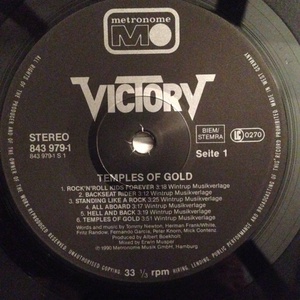 metronome
MO
VICTORY
STEREO
843 979-1
843 979-1 S 1
BIEM/
STEMRA
LC 0270
TEMPLES OF GOLD
Seite 1
1. ROCK'N'ROLL KIDS FOREVER 3:18 Wintrup Musikverlage
2. BACKSEAT RIDER 3:23 Wintrup Musikverlage
3. STANDING LIKE A ROCK 3:25 Wintrup Musikverlage
4. ALL ABOARD 3:17 Wintrup Musikverlage
5. HELL AND BACK 3:19 Wintrup Musikverlage
6. TEMPLES OF GOLD 3:51 Wintrup Musikverlage
Words and music by Tommy Newton, Herman Frank/White,
Fritz Randow, Fernando Garcia, Peter Knorn, Mick Contenz
Produced by Albert Boekholt
Mixed by Erwin Musper
℗ 1990 Metronome Musik GmbH, Hamburg
33 ⅓ rpm